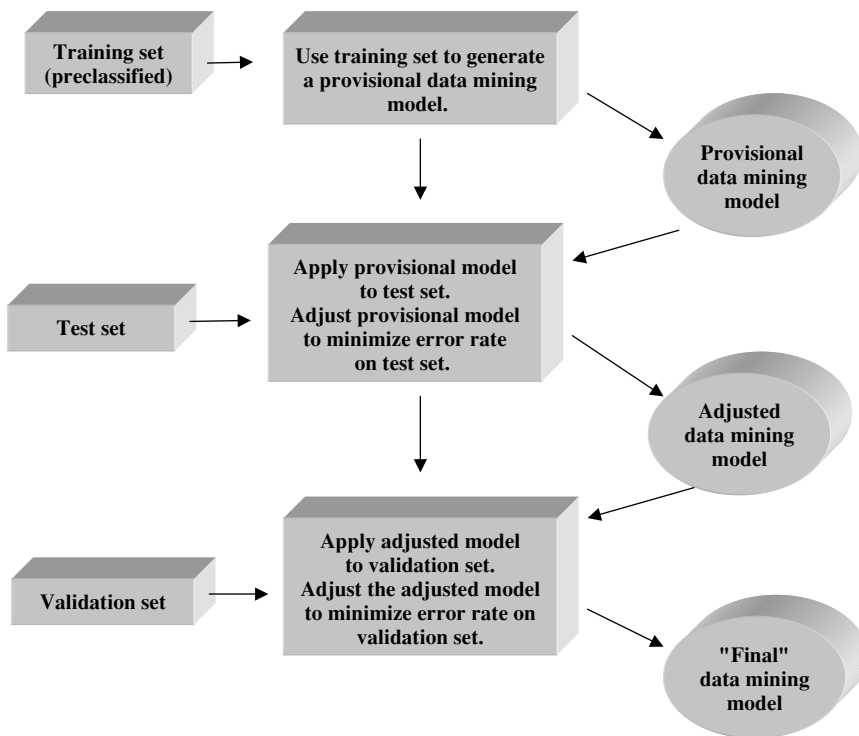 Training set
(preclassified)
Use training set to generate
a provisional data mining
model.
Provisional
data mining
model
Apply provisional model
to test set.
Adjust provisional model
to minimize error rate
on test set.
Test set
Adjusted
data mining
model
Apply adjusted model
to validation set.
Adjust the adjusted model
to minimize error rate on
validation set.
Validation set
"Final"
data mining
model